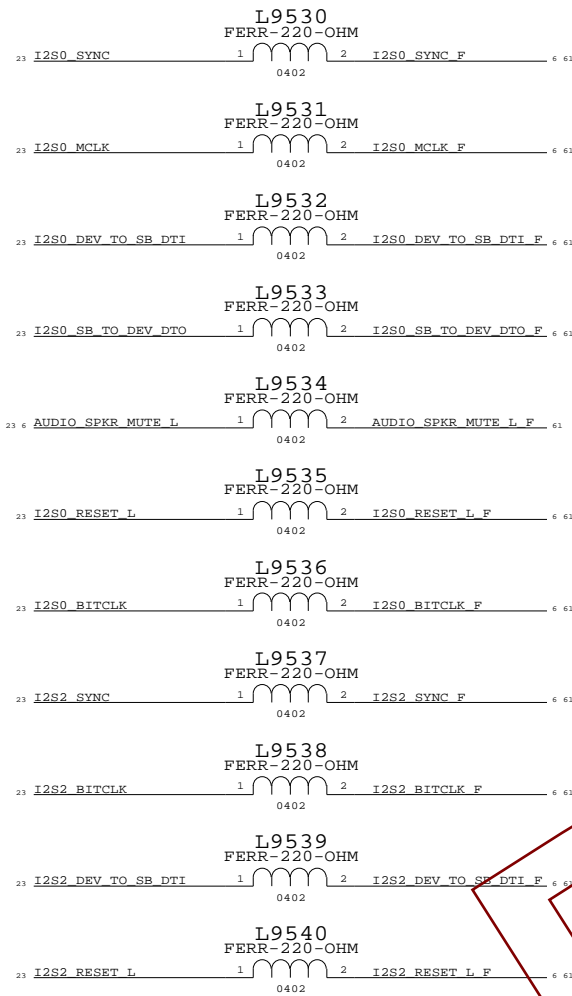 L9530
FERR-220-OHM
23 I2S0_SYNC 1 2 I2S0_SYNC_F 6 61
0402
L9531
FERR-220-OHM
23 I2S0_MCLK 1 2 I2S0_MCLK_F 6 61
0402
L9532
FERR-220-OHM
23 I2S0_DEV_TO_SB_DTI 1 2 I2S0_DEV_TO_SB_DTI_F 6 61
0402
L9533
FERR-220-OHM
23 I2S0_SB_TO_DEV_DTO 1 2 I2S0_SB_TO_DEV_DTO_F 6 61
0402
L9534
FERR-220-OHM
23 6 AUDIO_SPKR_MUTE_L 1 2 AUDIO_SPKR_MUTE_L_F 61
0402
L9535
FERR-220-OHM
23 I2S0_RESET_L 1 2 I2S0_RESET_L_F 6 61
0402
L9536
FERR-220-OHM
23 I2S0_BITCLK 1 2 I2S0_BITCLK_F 6 61
0402
L9537
FERR-220-OHM
23 I2S2_SYNC 1 2 I2S2_SYNC_F 6 61
0402
L9538
FERR-220-OHM
23 I2S2_BITCLK 1 2 I2S2_BITCLK_F 6 61
0402
L9539
FERR-220-OHM
23 I2S2_DEV_TO_SB_DTI 1 2 I2S2_DEV_TO_SB_DTI_F 6 61
0402
L9540
FERR-220-OHM
23 I2S2_RESET_L 1 2 I2S2_RESET_L_F 6 61
0402